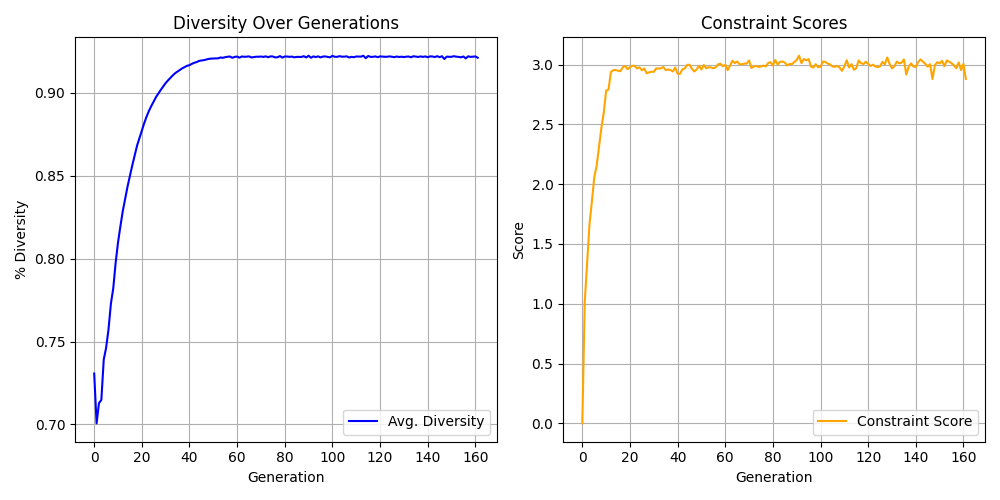 Diversity Over Generations
% Diversity
0.90
0.85
0.80
0.75
0.70
0 20 40 60 80 100 120 140 160
Generation
Avg. Diversity
Constraint Scores
Score
3.0
2.5
2.0
1.5
1.0
0.5
0.0
0 20 40 60 80 100 120 140 160
Generation
Constraint Score